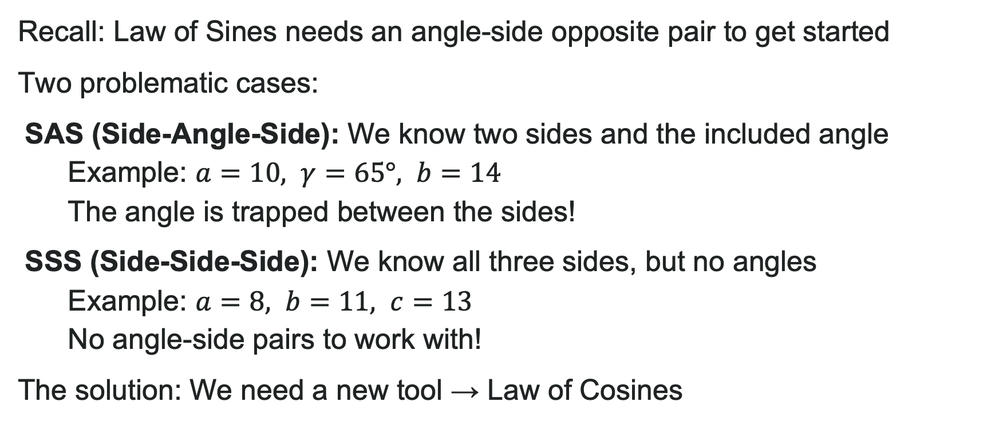 Recall: Law of Sines needs an angle-side opposite pair to get started
Two problematic cases:
SAS (Side-Angle-Side): We know two sides and the included angle
Example: a = 10, γ = 65°, b = 14
The angle is trapped between the sides!
SSS (Side-Side-Side): We know all three sides, but no angles
Example: a = 8, b = 11, c = 13
No angle-side pairs to work with!
The solution: We need a new tool → Law of Cosines